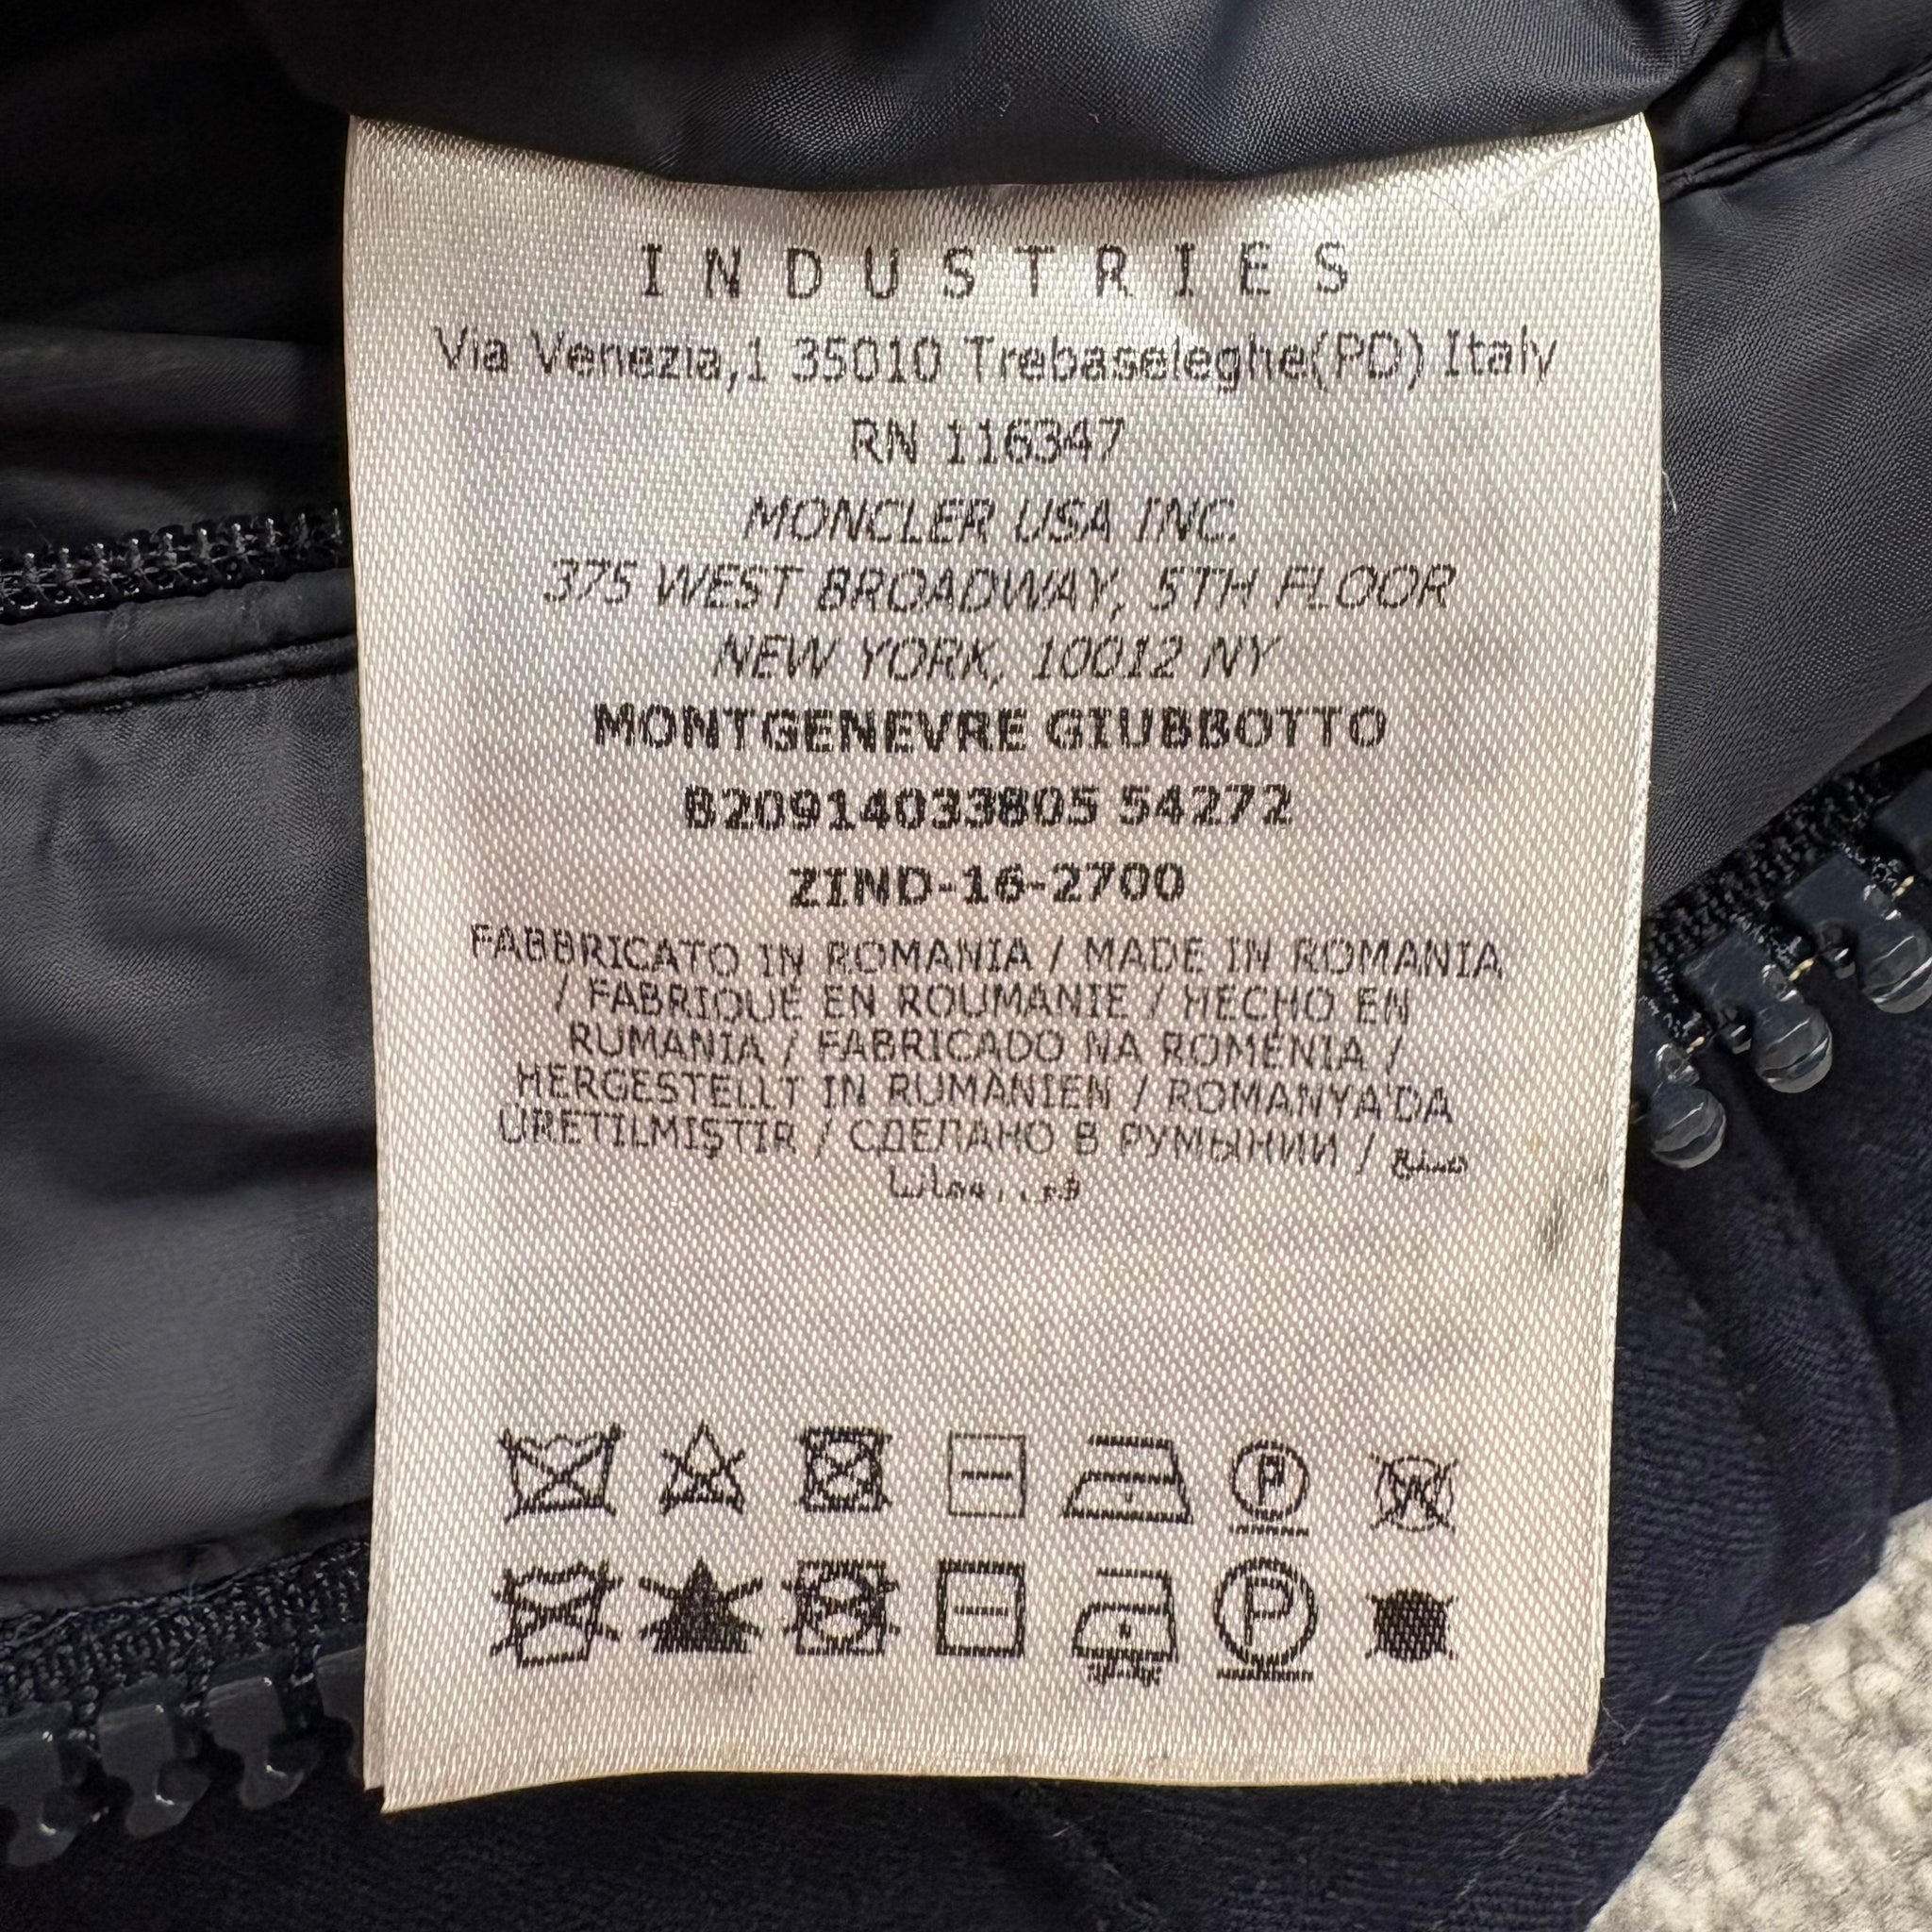 INDUSTRIES
Via Venezia,1 35010 Trebaseleghe(PD) Italy
RN 116347
MONCLER USA INC.
375 WEST BROADWAY, 5TH FLOOR
NEW YORK, 10012 NY
MONTGENEVRE GIUBBOTTO
B20914033805 54272
ZIND-16-2700
FABBRICATO IN ROMANIA / MADE IN ROMANIA
/ FABRIQUÉ EN ROUMANIE / HECHO EN
RUMANIA / FABRICADO NA ROMÉNIA /
HERGESTELLT IN RUMÄNIEN / ROMANYA'DA
ÜRETILMIŞTIR / СДЕЛАНО В РУМЫНИИ /
P W
P